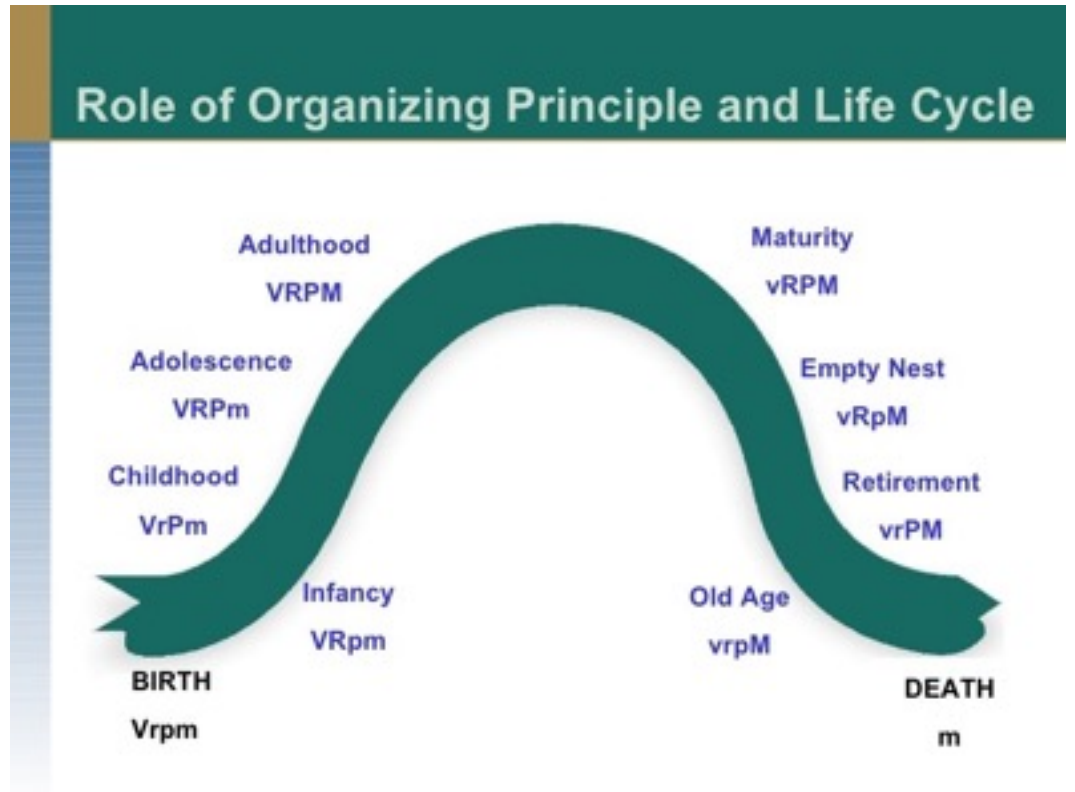 Role of Organizing Principle and Life Cycle
Adulthood
VRPM
Maturity
vRPM
Adolescence
VRPm
Empty Nest
vRpM
Childhood
VrPm
Retirement
vrPM
Infancy
VRpm
Old Age
vrpM
BIRTH
Vrpm
DEATH
m